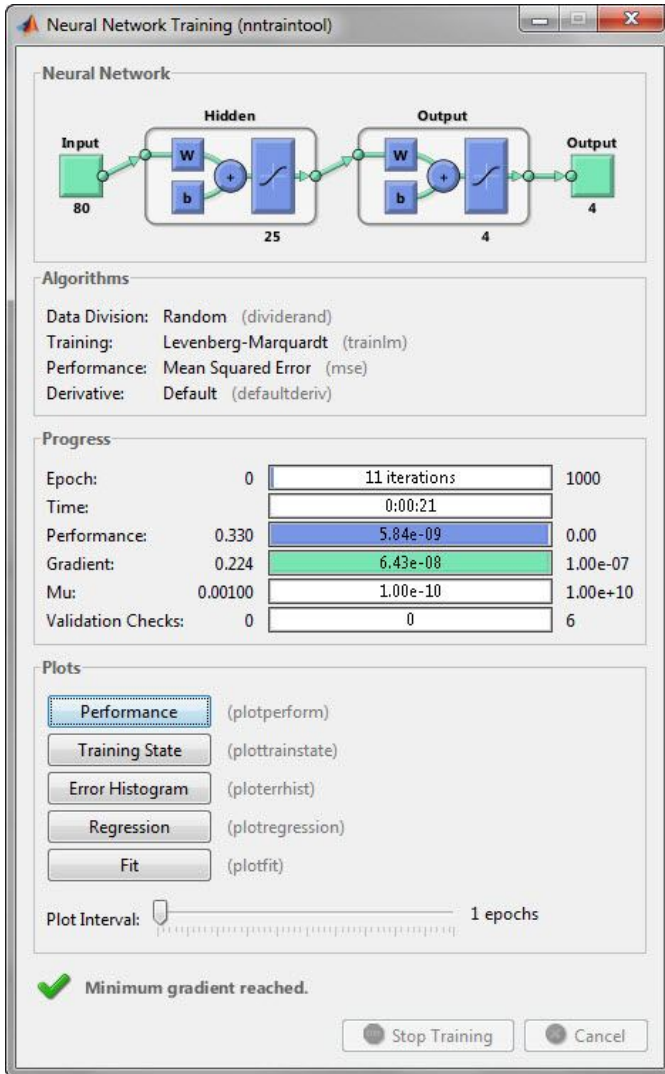 Neural Network Training (nntraintool)
Neural Network
Hidden Output
Input Output
W b + W b +
80 25 4 4
Algorithms
Data Division: Random (dividerand)
Training: Levenberg-Marquardt (trainlm)
Performance: Mean Squared Error (mse)
Derivative: Default (defaultderiv)
Progress
Epoch: 0 11 iterations 1000
Time: 0:00:21
Performance: 0.330 5.84e-09 0.00
Gradient: 0.224 6.43e-08 1.00e-07
Mu: 0.00100 1.00e-10 1.00e+10
Validation Checks: 0 0 6
Plots
Performance (plotperform)
Training State (plottrainstate)
Error Histogram (ploterrhist)
Regression (plotregression)
Fit (plotfit)
Plot Interval: 1 epochs
Minimum gradient reached.
Stop Training Cancel